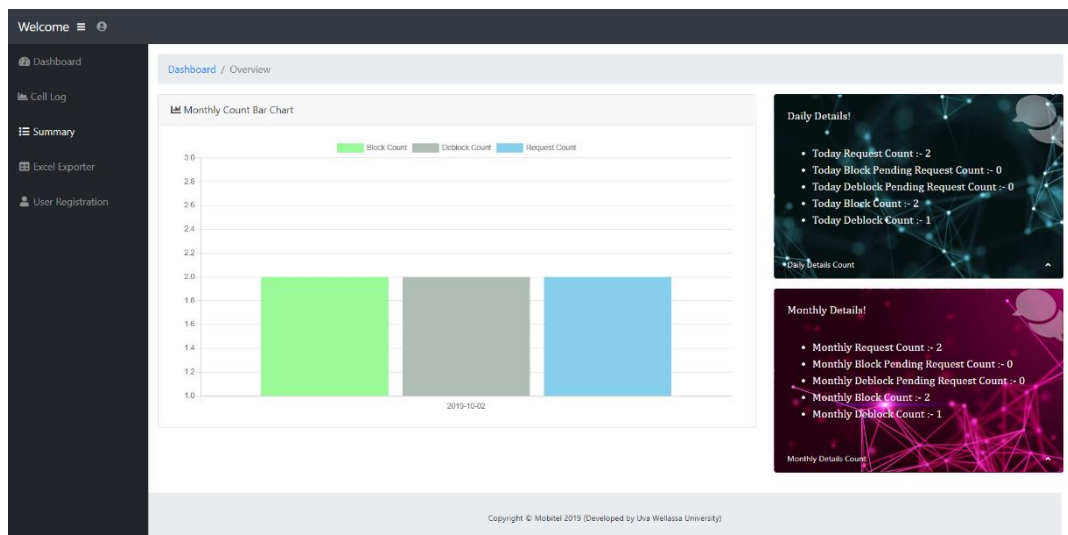 Welcome
Dashboard
Cell Log
Summary
Excel Exporter
User Registration
Dashboard / Overview
Monthly Count Bar Chart
Block Count Deblock Count Request Count
3.0
2.8
2.6
2.4
2.2
2.0
1.8
1.6
1.4
1.2
1.0
2019-10-02
Daily Details!
• Today Request Count :- 2
• Today Block Pending Request Count :- 0
• Today Deblock Pending Request Count :- 0
• Today Block Count :- 2
• Today Deblock Count :- 1
Daily Details Count
Monthly Details!
• Monthly Request Count :- 2
• Monthly Block Pending Request Count :- 0
• Monthly Deblock Pending Request Count :- 0
• Monthly Block Count :- 2
• Monthly Deblock Count :- 1
Monthly Details Count
Copyright © Mobitel 2019 (Developed by Uva Wellassa University)